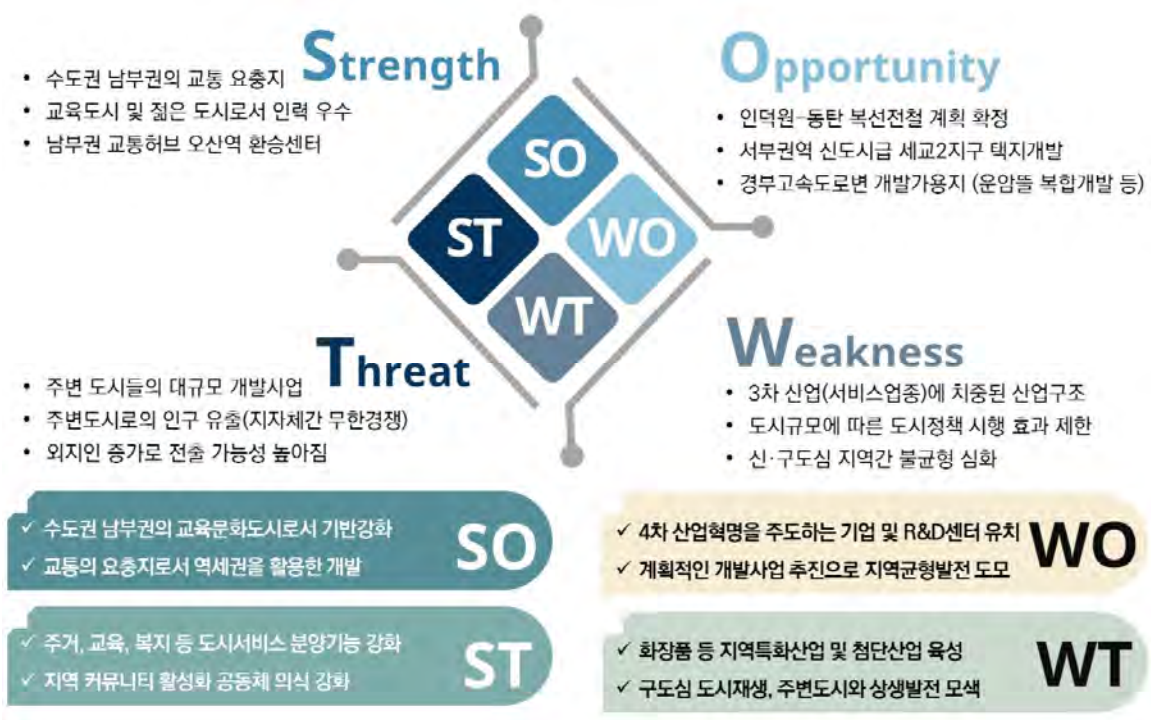 Strength
• 수도권 남부권의 교통 요충지
• 교육도시 및 젊은 도시로서 인력 우수
• 남부권 교통허브 오산역 환승센터
Opportunity
• 인덕원-동탄 복선전철 계획 확정
• 서부권역 신도시급 세교2지구 택지개발
• 경부고속도로변 개발가용지 (운암뜰 복합개발 등)
SO
ST
WO
WT
Threat
• 주변 도시들의 대규모 개발사업
• 주변도시로의 인구 유출(지자체간 무한경쟁)
• 외지인 증가로 전출 가능성 높아짐
Weakness
• 3차 산업(서비스업종)에 치중된 산업구조
• 도시규모에 따른 도시정책 시행 효과 제한
• 신·구도심 지역간 불균형 심화
✓ 수도권 남부권의 교육문화도시로서 기반강화
✓ 교통의 요충지로서 역세권을 활용한 개발
SO
✓ 4차 산업혁명을 주도하는 기업 및 R&D센터 유치
✓ 계획적인 개발사업 추진으로 지역균형발전 도모
WO
✓ 주거, 교육, 복지 등 도시서비스 분양기능 강화
✓ 지역 커뮤니티 활성화 공동체 의식 강화
ST
✓ 화장품 등 지역특화산업 및 첨단산업 육성
✓ 구도심 도시재생, 주변도시와 상생발전 모색
WT